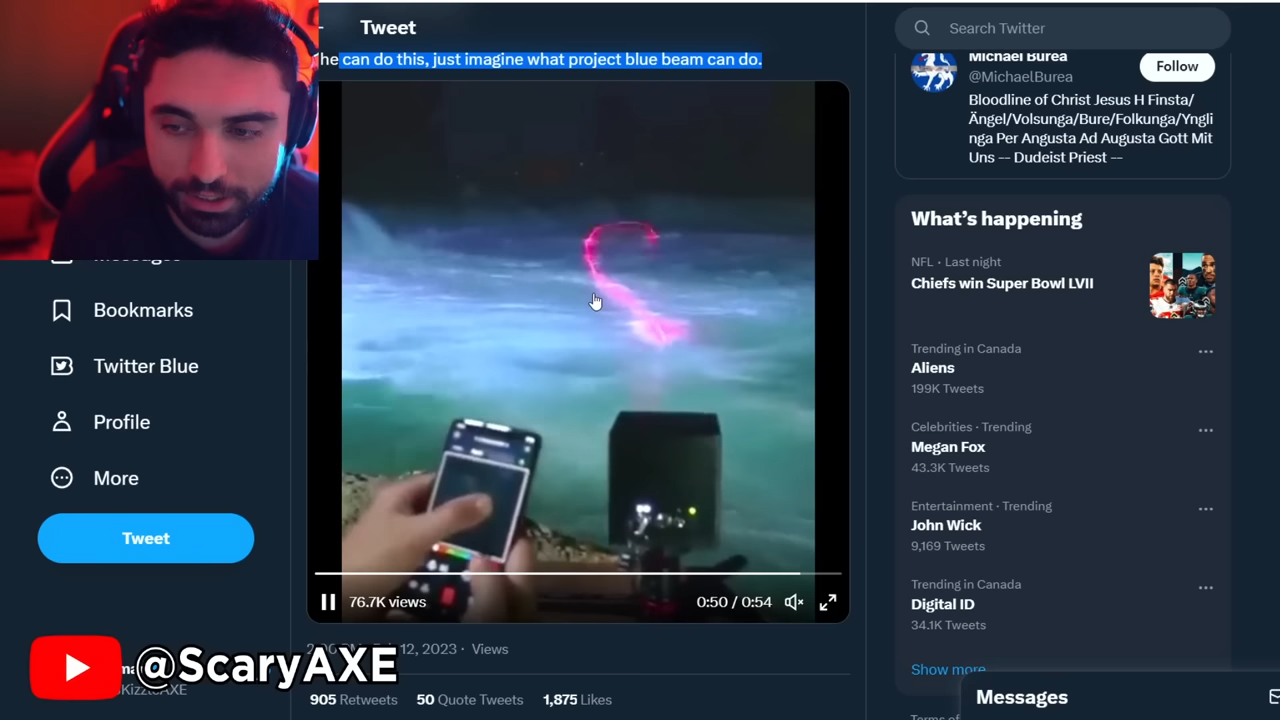 Tweet
he can do this, just imagine what project blue beam can do.
Search Twitter
Michael Burea
@MichaelBurea
Follow
Bloodline of Christ Jesus H Finsta/
Ängel/Volsunga/Bure/Folkunga/Yngli
nga Per Angusta Ad Augusta Gott Mit
Uns -- Dudeist Priest --
Bookmarks
Twitter Blue
Profile
More
Tweet
What's happening
NFL · Last night
Chiefs win Super Bowl LVII
Trending in Canada
Aliens
199K Tweets
Celebrities · Trending
Megan Fox
43.3K Tweets
Entertainment · Trending
John Wick
9,169 Tweets
Trending in Canada
Digital ID
34.1K Tweets
Show more
Messages
76.7K views
0:50 / 0:54
12, 2023 · Views
905 Retweets 50 Quote Tweets 1,875 Likes
@ScaryAXE
KizzleAXE